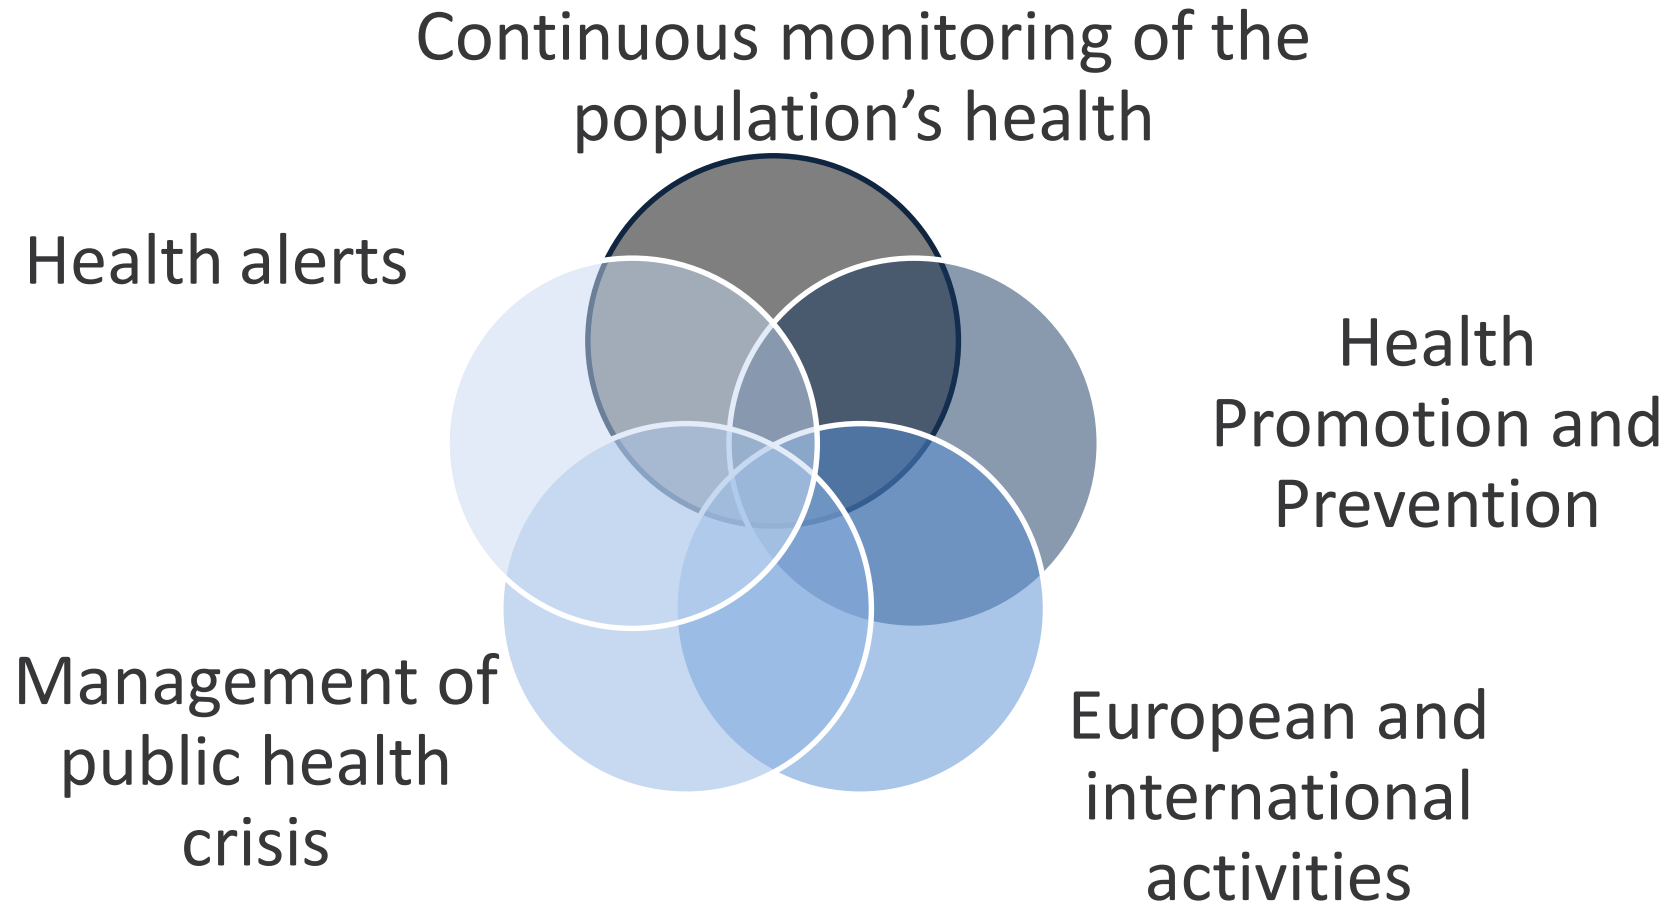 Continuous monitoring of the
population’s health
Health alerts
Health
Promotion and
Prevention
Management of
public health
crisis
European and
international
activities